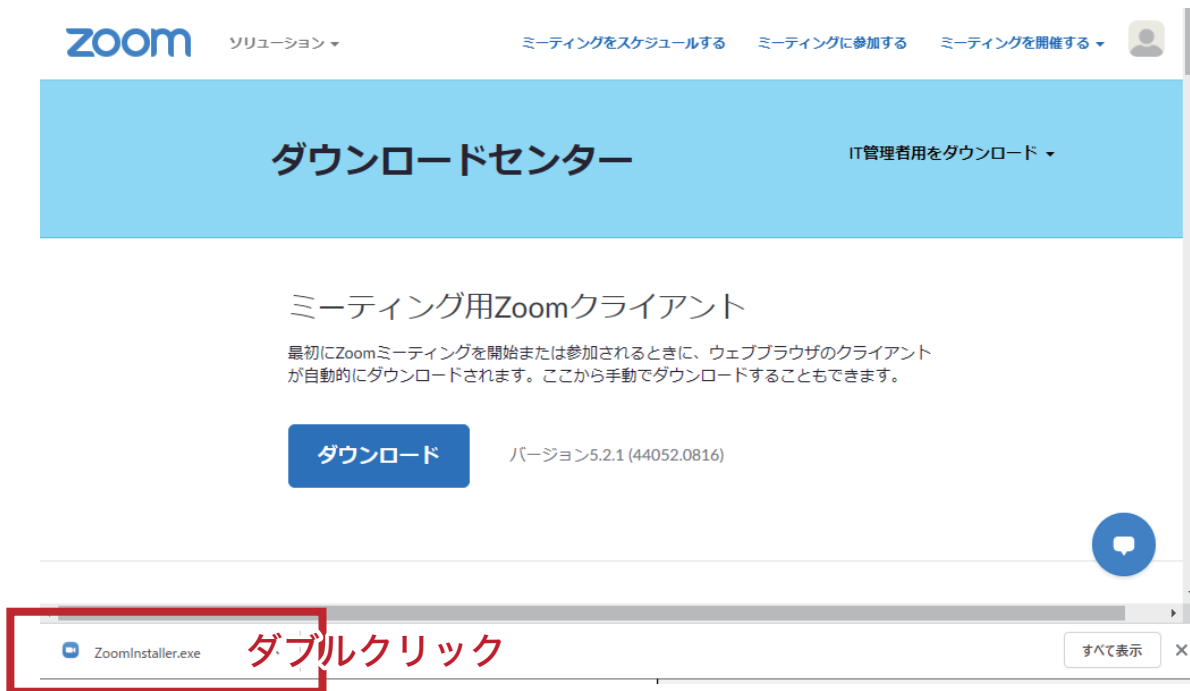 zoom ソリューション ミーティングをスケジュールする ミーティングに参加する ミーティングを開催する
ダウンロードセンター IT管理者用をダウンロード
ミーティング用Zoomクライアント
最初にZoomミーティングを開始または参加されるときに、ウェブブラウザのクライアント
が自動的にダウンロードされます。ここから手動でダウンロードすることもできます。
ダウンロード バージョン5.2.1 (44052.0816)
ZoomInstaller.exe ダブルクリック すべて表示